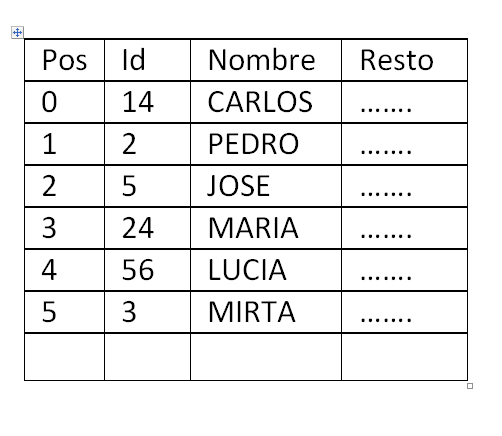 Pos Id Nombre Resto
0 14 CARLOS .......
1 2 PEDRO .......
2 5 JOSE .......
3 24 MARIA .......
4 56 LUCIA .......
5 3 MIRTA .......